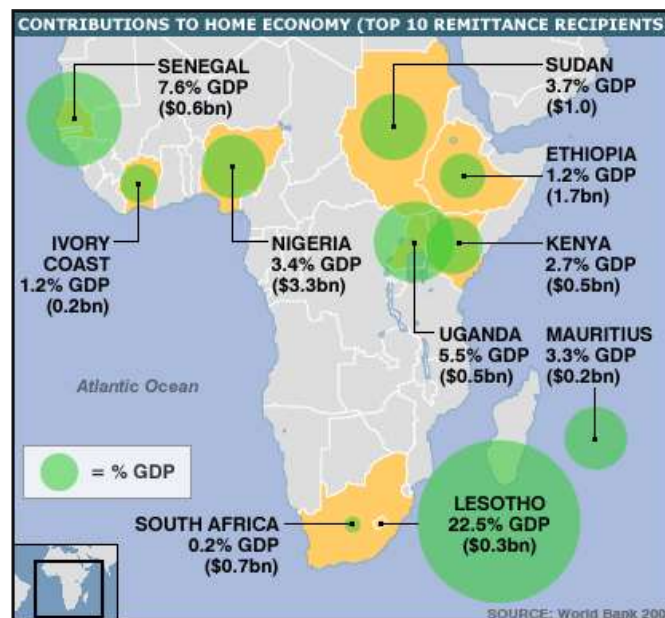 CONTRIBUTIONS TO HOME ECONOMY (TOP 10 REMITTANCE RECIPIENTS
SENEGAL
7.6% GDP
($0.6bn)
SUDAN
3.7% GDP
($1.0)
ETHIOPIA
1.2% GDP
(1.7bn)
IVORY
COAST
1.2% GDP
(0.2bn)
NIGERIA
3.4% GDP
($3.3bn)
KENYA
2.7% GDP
($0.5bn)
UGANDA
5.5% GDP
($0.5bn)
MAURITIUS
3.3% GDP
($0.2bn)
Atlantic Ocean
= % GDP
LESOTHO
22.5% GDP
($0.3bn)
SOUTH AFRICA
0.2% GDP
($0.7bn)
SOURCE: World Bank